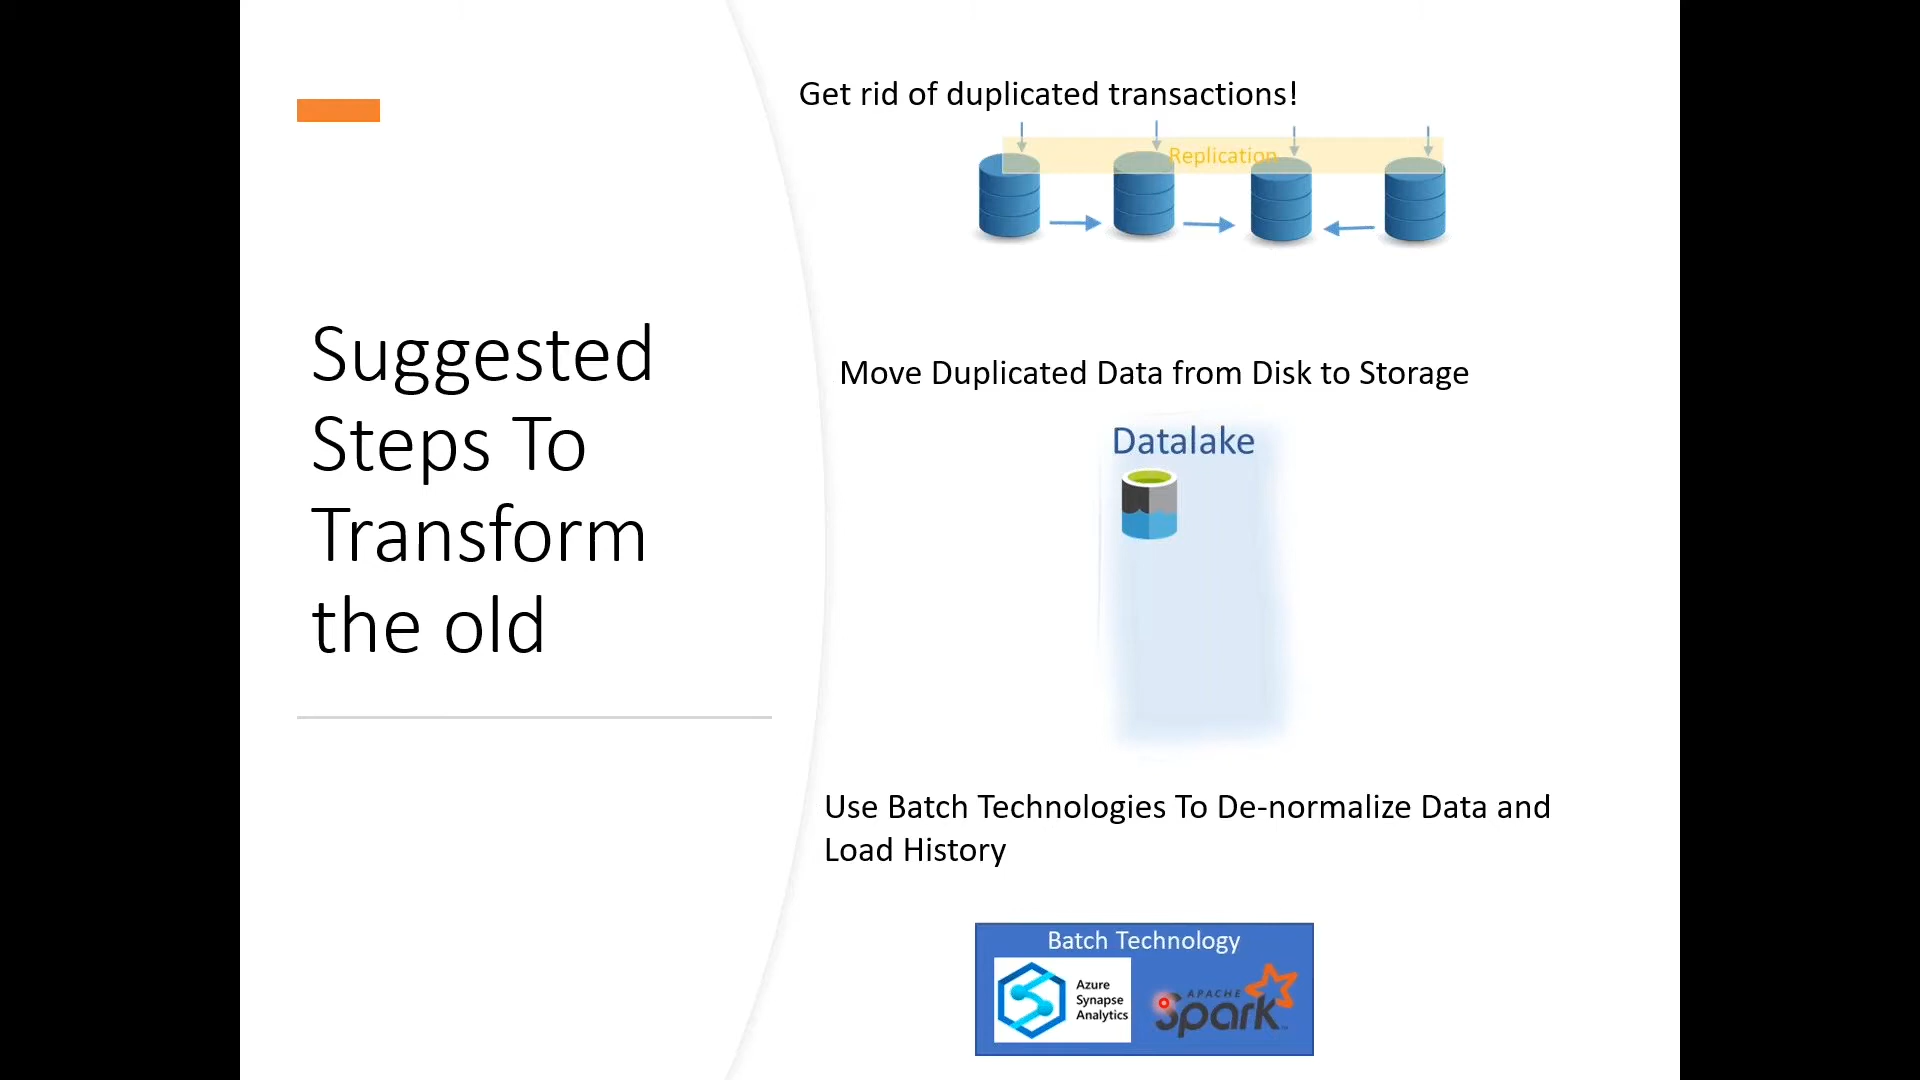 Suggested
Steps To
Transform
the old
Get rid of duplicated transactions!
Replication
Move Duplicated Data from Disk to Storage
Datalake
Use Batch Technologies To De-normalize Data and
Load History
Batch Technology
Azure
Synapse
Analytics
APACHE
Spark